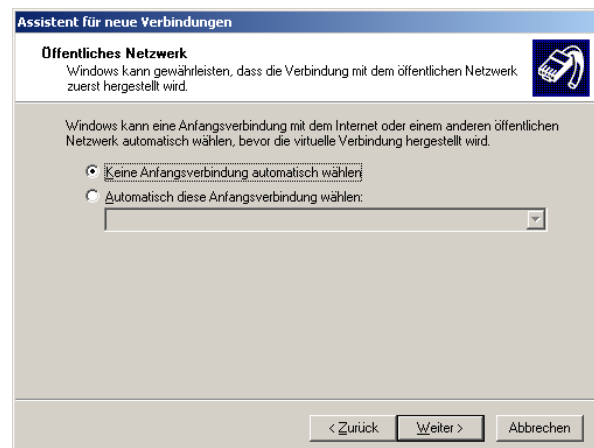 Assistent für neue Verbindungen
Öffentliches Netzwerk
Windows kann gewährleisten, dass die Verbindung mit dem öffentlichen Netzwerk
zuerst hergestellt wird.
Windows kann eine Anfangsverbindung mit dem Internet oder einem anderen öffentlichen
Netzwerk automatisch wählen, bevor die virtuelle Verbindung hergestellt wird.
Keine Anfangsverbindung automatisch wählen
Automatisch diese Anfangsverbindung wählen:
< Zurück Weiter > Abbrechen